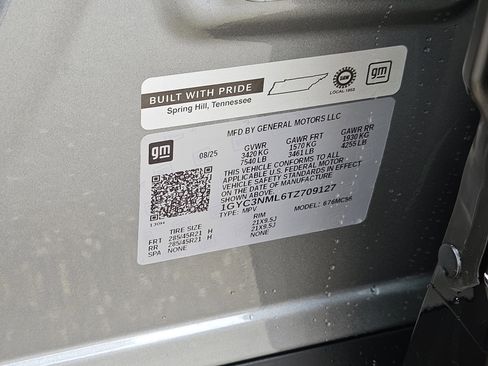 BUILT WITH PRIDE
Spring Hill, Tennessee
UAW
LOCAL 1853
gm
gm
MFD BY GENERAL MOTORS LLC
08/25
GVWR GAWR FRT GAWR RR
3420 KG 1570 KG 1930 KG
7540 LB 3461 LB 4255 LB
THIS VEHICLE CONFORMS TO ALL
APPLICABLE U.S. FEDERAL MOTOR
VEHICLE SAFETY STANDARDS IN EFFECT
ON THE DATE OF MANUFACTURE
SHOWN ABOVE.
1GYC3NML6TZ709127
TYPE: MPV MODEL: 676MC56
TIRE SIZE RIM
FRT 285/45R21 H 21X9.5J
RR 285/45R21 H 21X9.5J
SPA NONE NONE